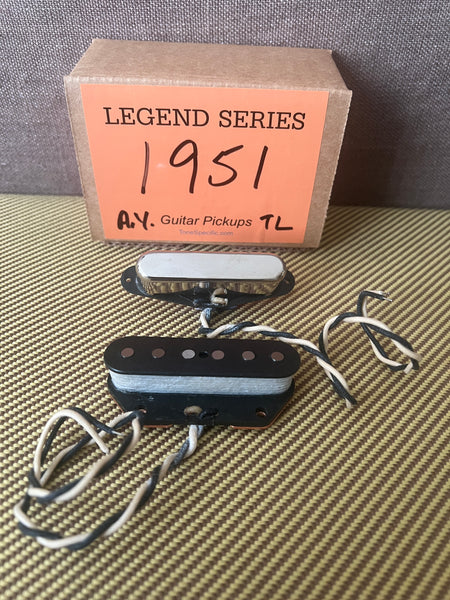 LEGEND SERIES
1951
A.Y. Guitar Pickups TL
ToneSpecific.com